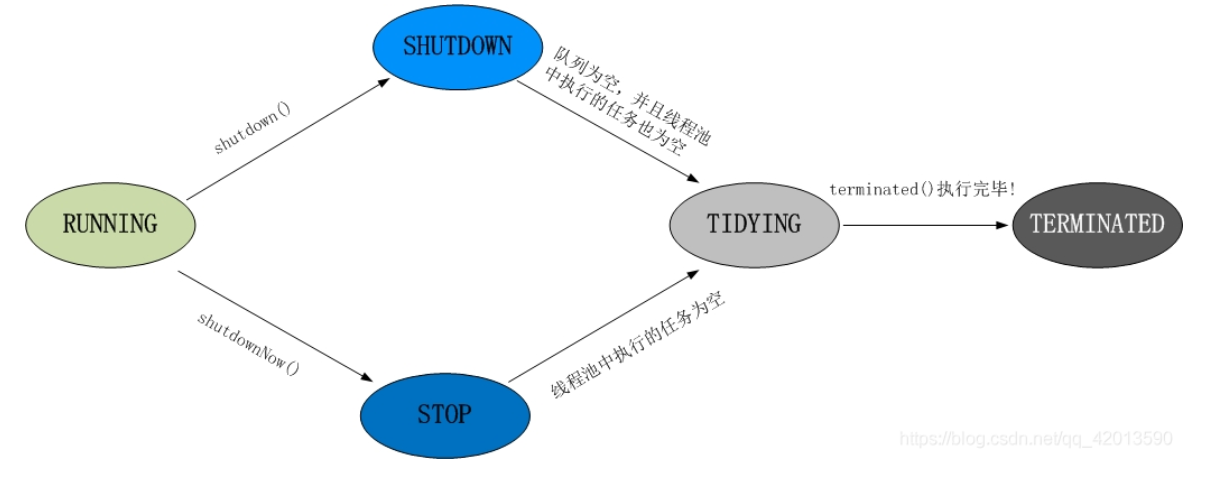 SHUTDOWN
队列为空，并且线程池
中执行的任务也为空
shutdown()
RUNNING
TIDYING
terminated()执行完毕!
TERMINATED
shutdownNow()
线程池中执行的任务为空
STOP
https://blog.csdn.net/qq_42013590